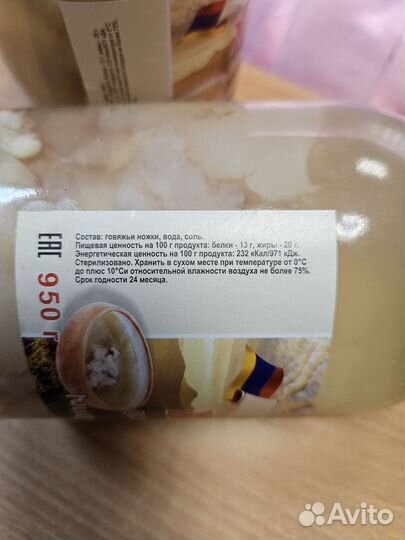 Состав: говяжьи ножки, вода, соль.
Пищевая ценность на 100 г продукта: белки - 13 г, жиры - 20 г.
Энергетическая ценность на 100 г продукта: 232 кКал/971 кДж.
Стерилизовано. Хранить в сухом месте при температуре от 0°С
до плюс 10°Си относительной влажности воздуха не более 75%.
Срок годности 24 месяца.
ЕАС
950 г
Avito